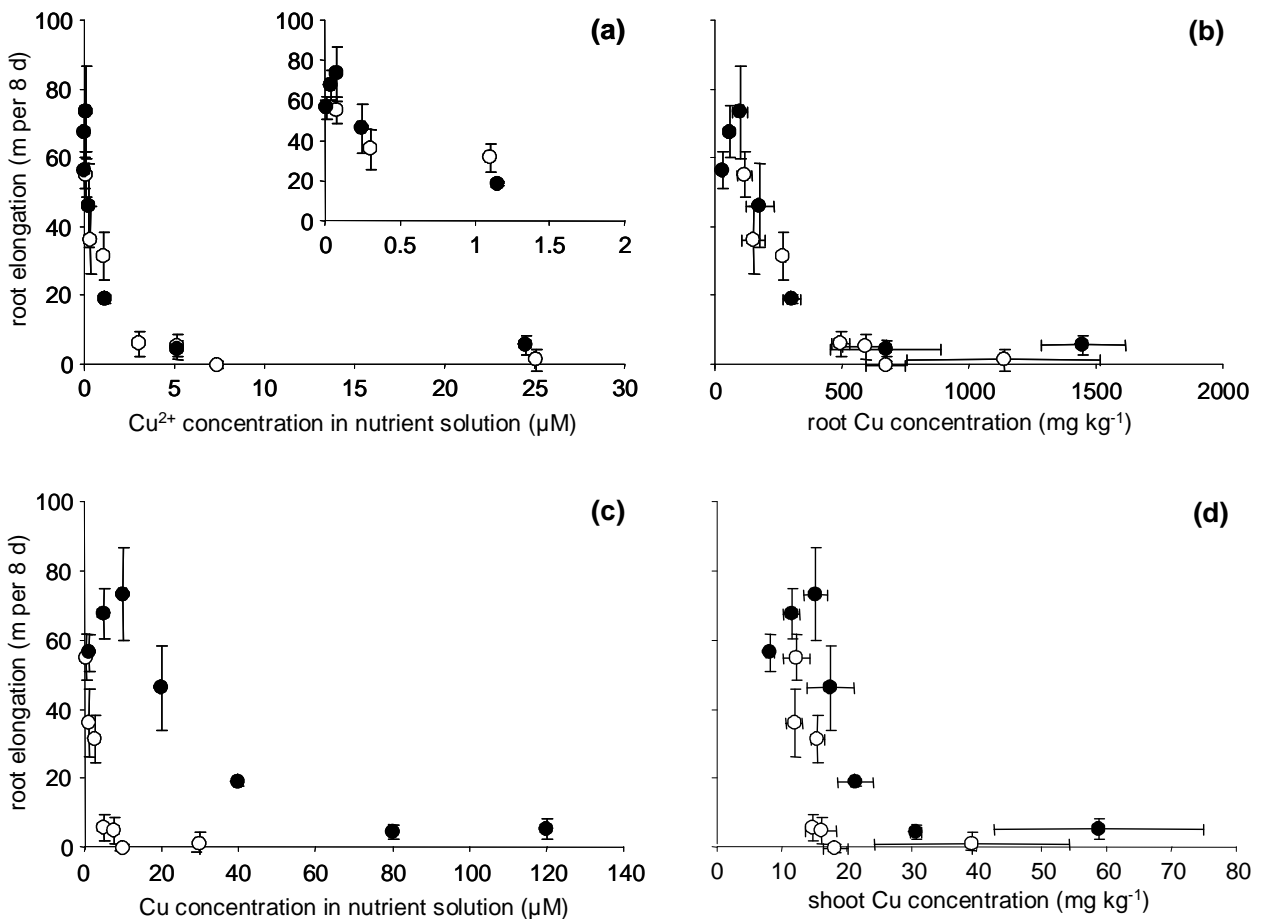 (a)
100
80
60
40
20
0
root elongation (m per 8 d)
100
80
60
40
20
0
0 0.5 1 1.5 2
0 5 10 15 20 25 30
Cu²⁺ concentration in nutrient solution (µM)
(b)
0 500 1000 1500 2000
root Cu concentration (mg kg⁻¹)
(c)
root elongation (m per 8 d)
100
80
60
40
20
0
0 20 40 60 80 100 120 140
Cu concentration in nutrient solution (µM)
(d)
0 10 20 30 40 50 60 70 80
shoot Cu concentration (mg kg⁻¹)